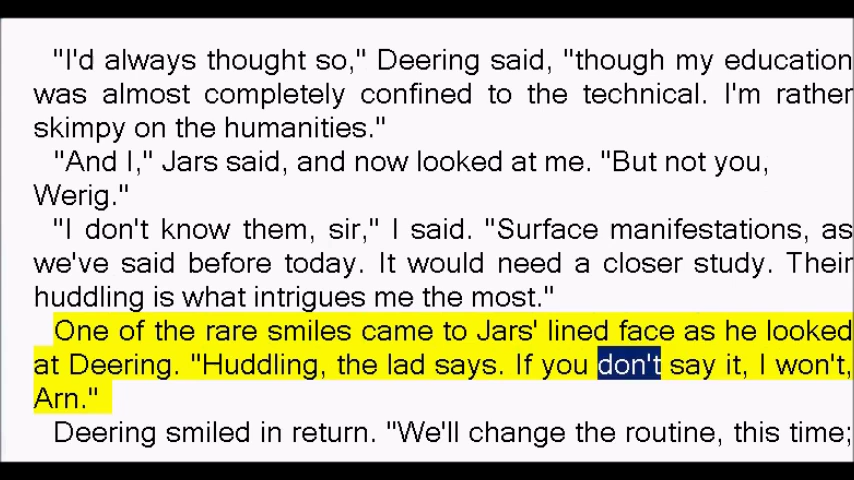 "I'd always thought so," Deering said, "though my education
was almost completely confined to the technical. I'm rather
skimpy on the humanities."
"And I," Jars said, and now looked at me. "But not you,
Werig."
"I don't know them, sir," I said. "Surface manifestations, as
we've said before today. It would need a closer study. Their
huddling is what intrigues me the most."
One of the rare smiles came to Jars' lined face as he looked
at Deering. "Huddling, the lad says. If you don't say it, I won't,
Arn."
Deering smiled in return. "We'll change the routine, this time;